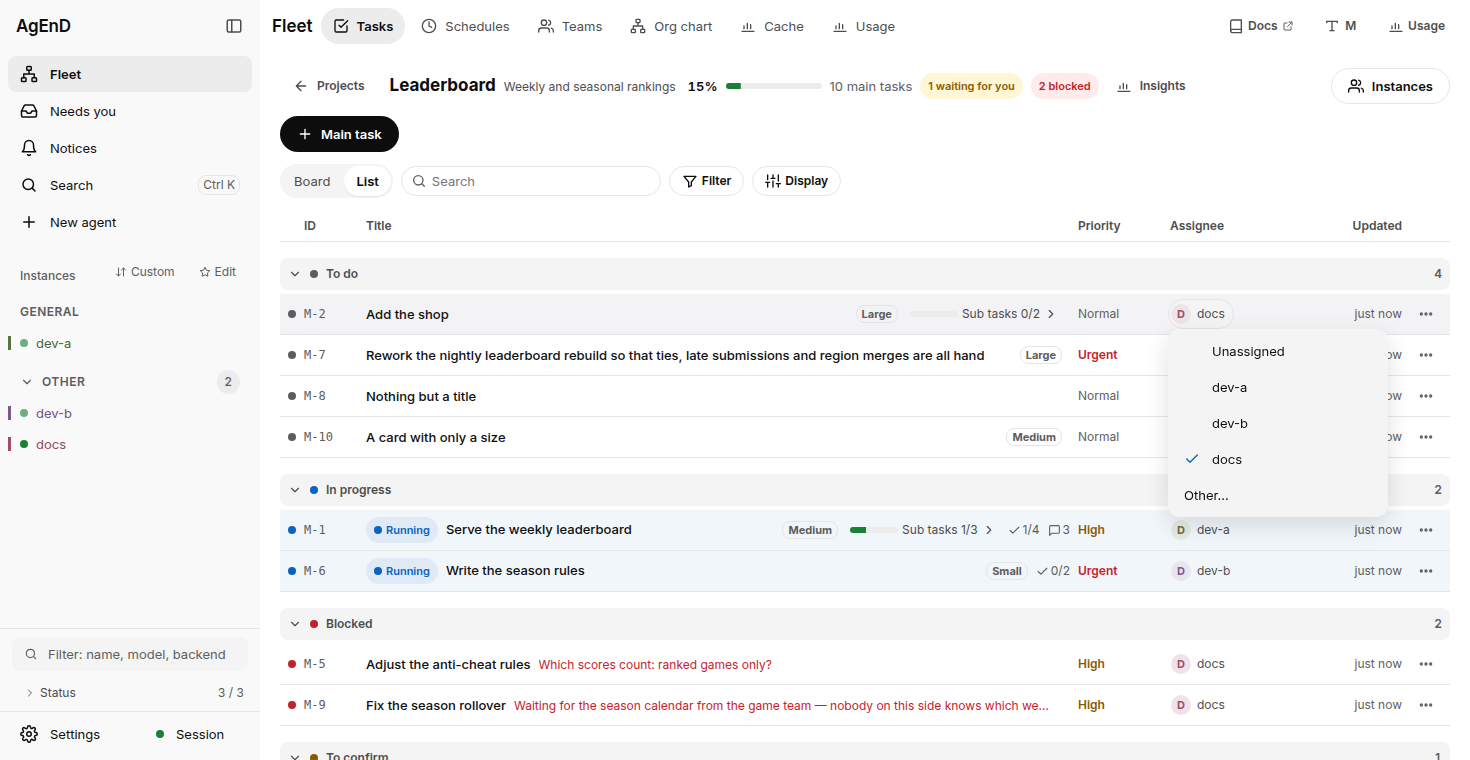 AgEnD
Fleet
Needs you
Notices
Search Ctrl K
New agent
Instances Custom Edit
GENERAL
dev-a
OTHER 2
dev-b
docs
Filter: name, model, backend
Status 3 / 3
Settings Session
Fleet Tasks Schedules Teams Org chart Cache Usage Docs M Usage
Projects Leaderboard Weekly and seasonal rankings 15% 10 main tasks 1 waiting for you 2 blocked Insights Instances
Main task
Board List Search Filter Display
ID Title Priority Assignee Updated
To do 4
M-2 Add the shop Large Sub tasks 0/2 Normal D docs just now
M-7 Rework the nightly leaderboard rebuild so that ties, late submissions and region merges are all hand Large Urgent
M-8 Nothing but a title Normal
M-10 A card with only a size Medium Normal
Unassigned
dev-a
dev-b
docs
Other...
In progress 2
M-1 Running Serve the weekly leaderboard Medium Sub tasks 1/3 1/4 3 High D dev-a just now
M-6 Running Write the season rules Small 0/2 Urgent D dev-b just now
Blocked 2
M-5 Adjust the anti-cheat rules Which scores count: ranked games only? High D docs just now
M-9 Fix the season rollover Waiting for the season calendar from the game team — nobody on this side knows which we... High D docs just now
To confirm 1